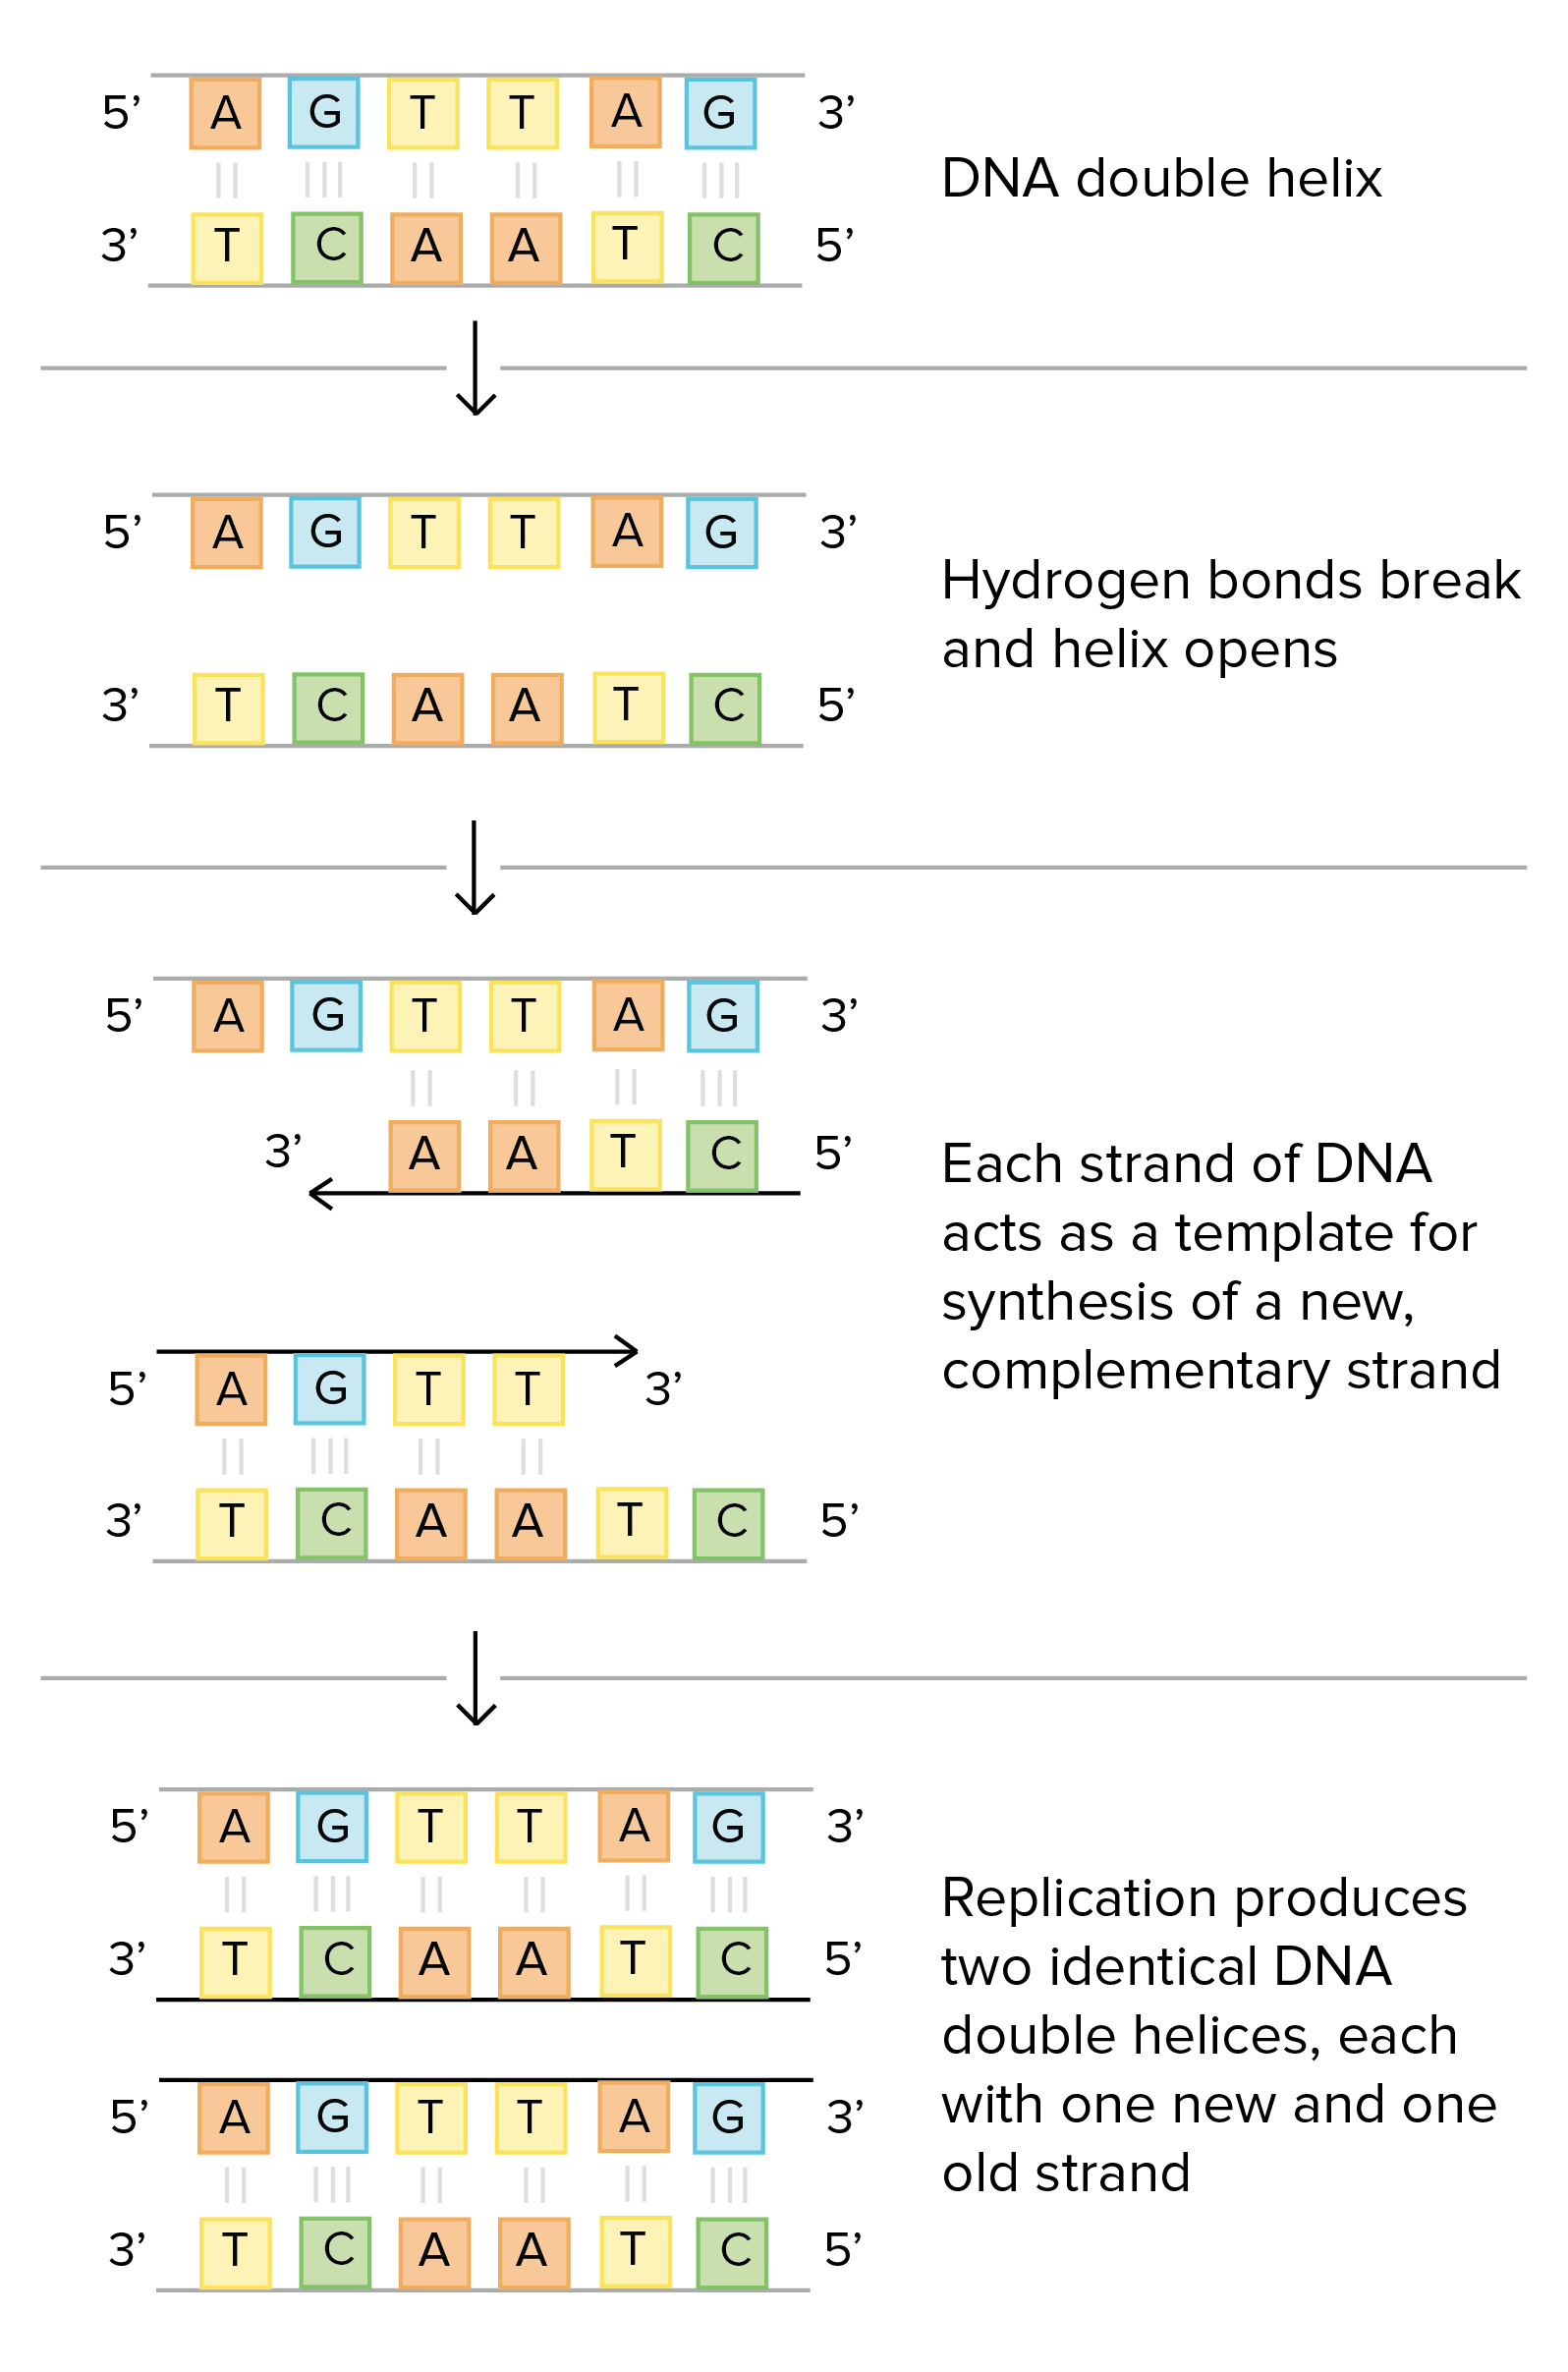 5’ A G T T A G 3’
DNA double helix
3’ T C A A T C 5’
5’ A G T T A G 3’
Hydrogen bonds break
and helix opens
3’ T C A A T C 5’
5’ A G T T A G 3’
3’ A A T C 5’
Each strand of DNA
acts as a template for
synthesis of a new,
complementary strand
5’ A G T T 3’
3’ T C A A T C 5’
5’ A G T T A G 3’
3’ T C A A T C 5’
Replication produces
two identical DNA
double helices, each
with one new and one
old strand
5’ A G T T A G 3’
3’ T C A A T C 5’